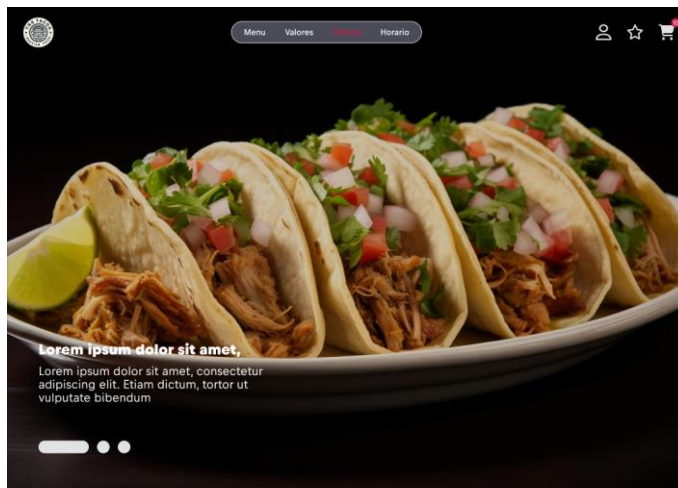 Menu Valores Horario
Lorem ipsum dolor sit amet,
Lorem ipsum dolor sit amet, consectetur
adipiscing elit. Etiam dictum, tortor ut
vulputate bibendum